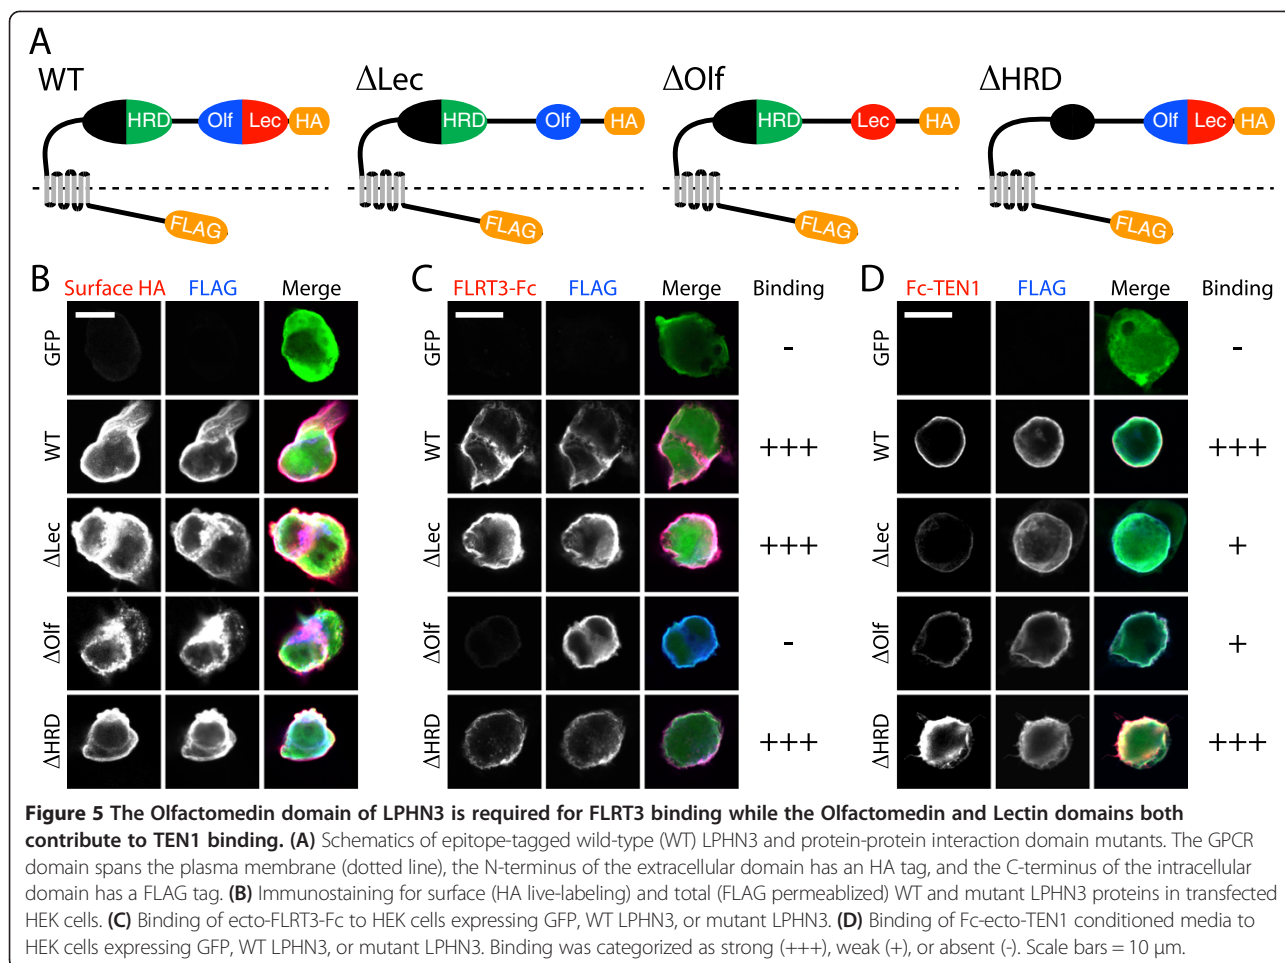 A
WT
ΔLec
ΔOlf
ΔHRD
HRD Olf Lec HA
HRD Olf HA
HRD Lec HA
Olf Lec HA
FLAG
FLAG
FLAG
FLAG
B
Surface HA FLAG Merge
GFP
WT
ΔLec
ΔOlf
ΔHRD
C
FLRT3-Fc FLAG Merge Binding
GFP -
WT +++
ΔLec +++
ΔOlf -
ΔHRD +++
D
Fc-TEN1 FLAG Merge Binding
GFP -
WT +++
ΔLec +
ΔOlf +
ΔHRD +++
Figure 5 The Olfactomedin domain of LPHN3 is required for FLRT3 binding while the Olfactomedin and Lectin domains both
contribute to TEN1 binding. (A) Schematics of epitope-tagged wild-type (WT) LPHN3 and protein-protein interaction domain mutants. The GPCR
domain spans the plasma membrane (dotted line), the N-terminus of the extracellular domain has an HA tag, and the C-terminus of the intracellular
domain has a FLAG tag. (B) Immunostaining for surface (HA live-labeling) and total (FLAG permeablized) WT and mutant LPHN3 proteins in transfected
HEK cells. (C) Binding of ecto-FLRT3-Fc to HEK cells expressing GFP, WT LPHN3, or mutant LPHN3. (D) Binding of Fc-ecto-TEN1 conditioned media to
HEK cells expressing GFP, WT LPHN3, or mutant LPHN3. Binding was categorized as strong (+++), weak (+), or absent (-). Scale bars = 10 μm.